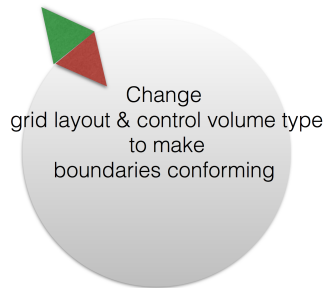 Change
grid layout & control volume type
to make
boundaries conforming